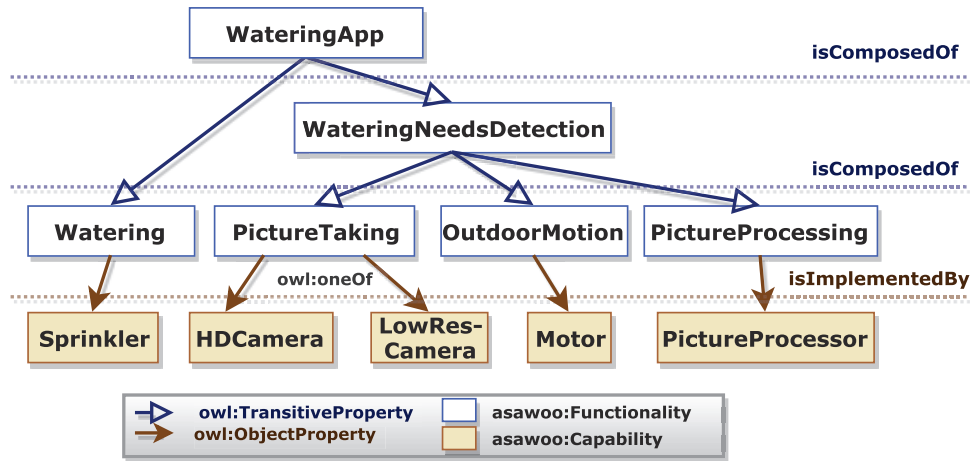 WateringApp
isComposedOf
WateringNeedsDetection
isComposedOf
Watering
PictureTaking
OutdoorMotion
PictureProcessing
owl:oneOf
isImplementedBy
Sprinkler
HDCamera
LowRes-
Camera
Motor
PictureProcessor
owl:TransitiveProperty
asawoo:Functionality
owl:ObjectProperty
asawoo:Capability